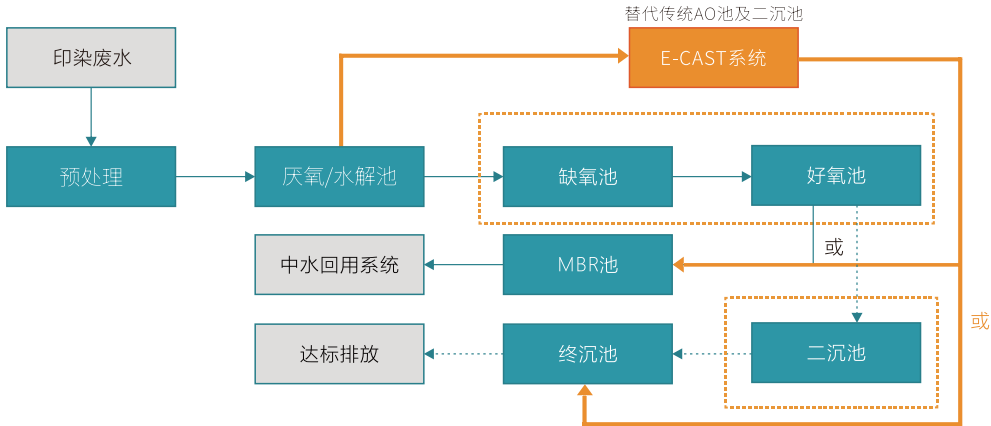 替代传统AO池及二沉池
印染废水
E-CAST系统
预处理
厌氧/水解池
缺氧池
好氧池
或
中水回用系统
MBR池
或
达标排放
终沉池
二沉池